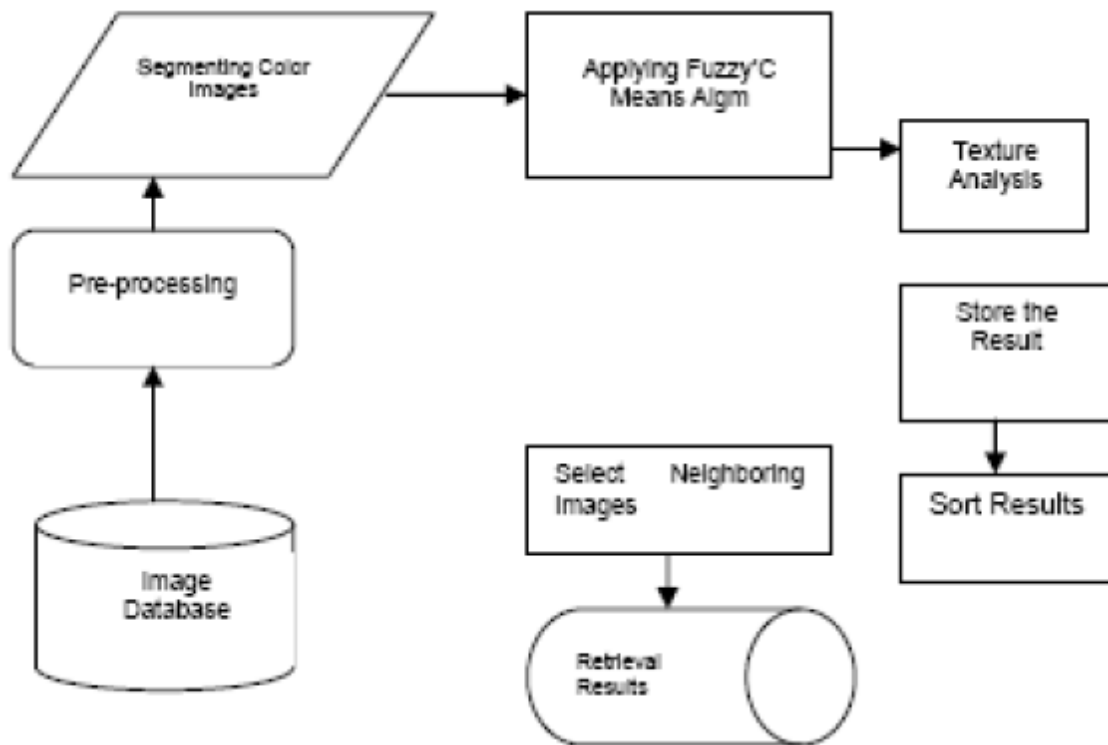 Segmenting Color
Images
Applying Fuzzy'C
Means Algm
Texture
Analysis
Pre-processing
Store the
Result
Select Neighboring
Images
Sort Results
Image
Database
Retrieval
Results